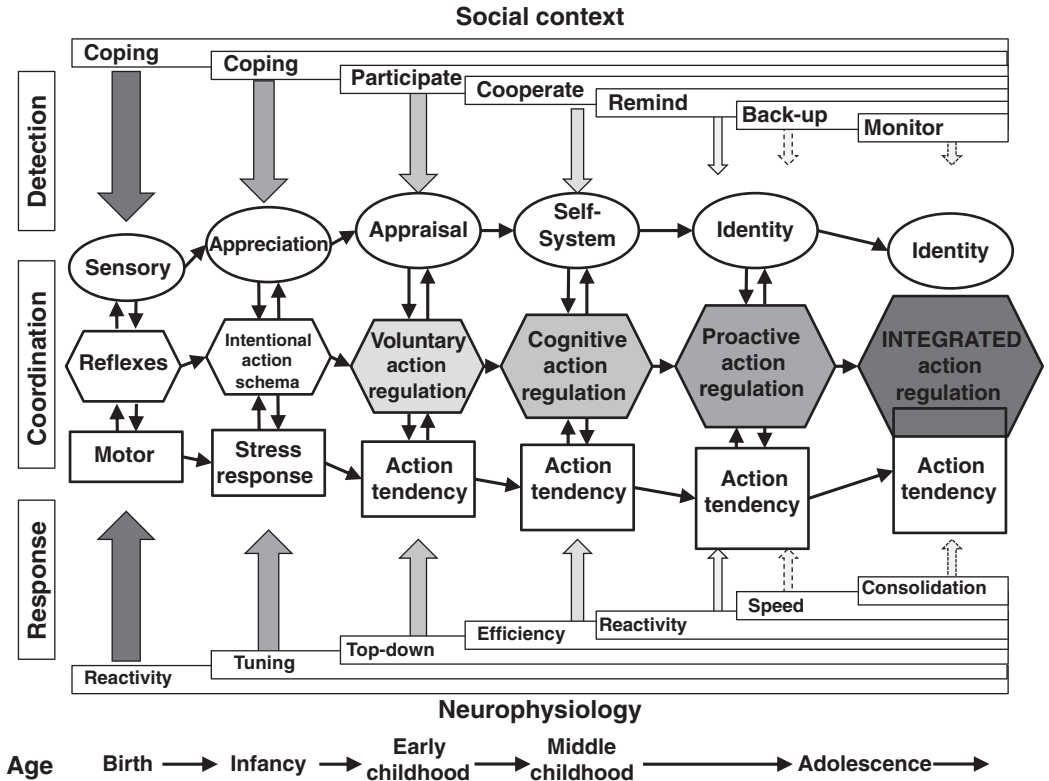 Social context
Coping
Coping
Participate
Cooperate
Remind
Back-up
Monitor
Detection
Coordination
Response
Sensory
Appreciation
Appraisal
Self-
System
Identity
Identity
Reflexes
Intentional
action
schema
Voluntary
action
regulation
Cognitive
action
regulation
Proactive
action
regulation
INTEGRATED
action
regulation
Motor
Stress
response
Action
tendency
Action
tendency
Action
tendency
Action
tendency
Consolidation
Speed
Reactivity
Efficiency
Top-down
Tuning
Reactivity
Neurophysiology
Age
Birth
Infancy
Early
childhood
Middle
childhood
Adolescence